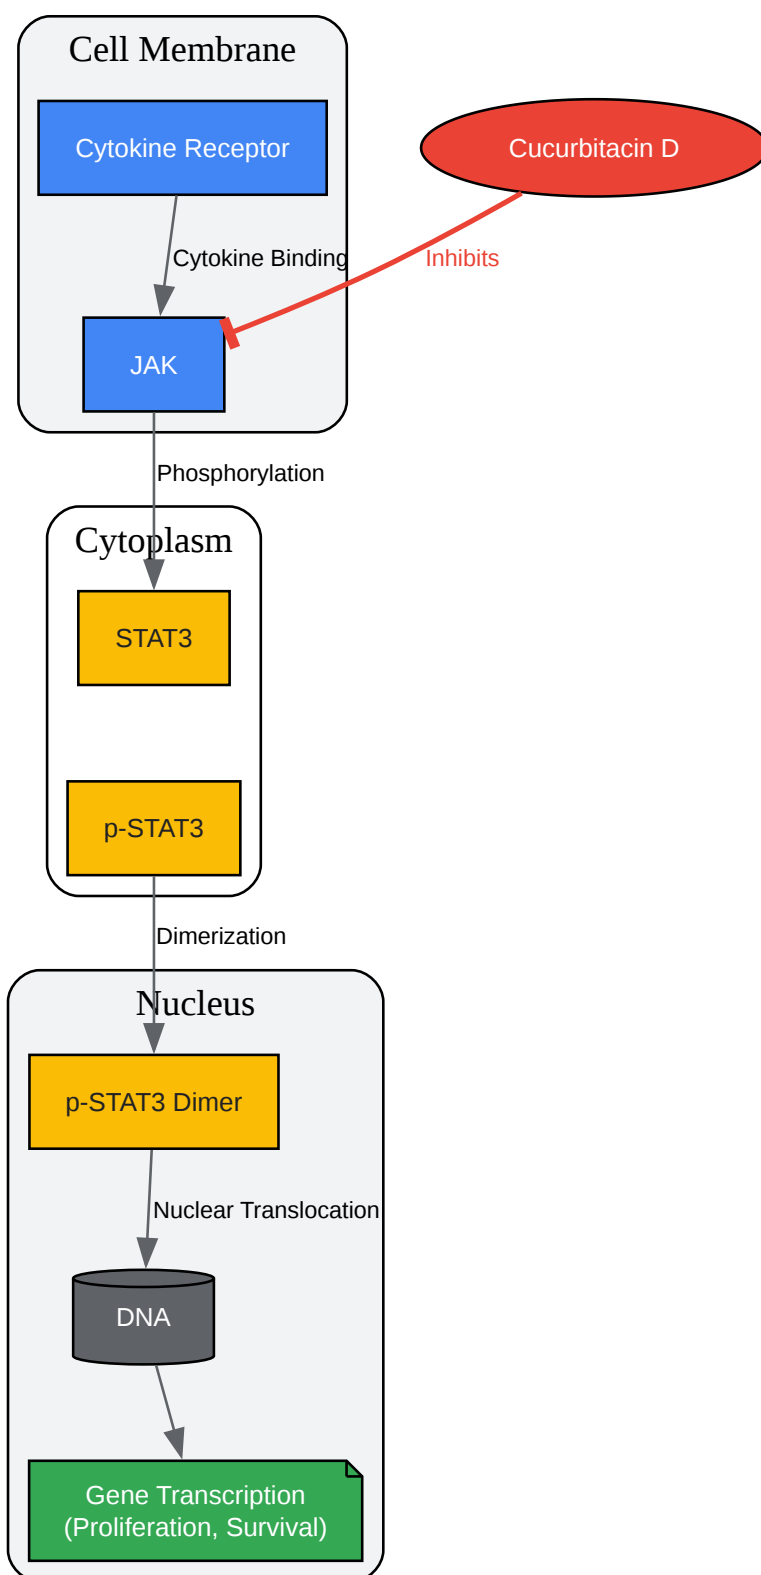 Cell Membrane
Cytokine Receptor
Cucurbitacin D
Cytokine Binding
Inhibits
JAK
Phosphorylation
Cytoplasm
STAT3
p-STAT3
Dimerization
Nucleus
p-STAT3 Dimer
Nuclear Translocation
DNA
Gene Transcription
(Proliferation, Survival)